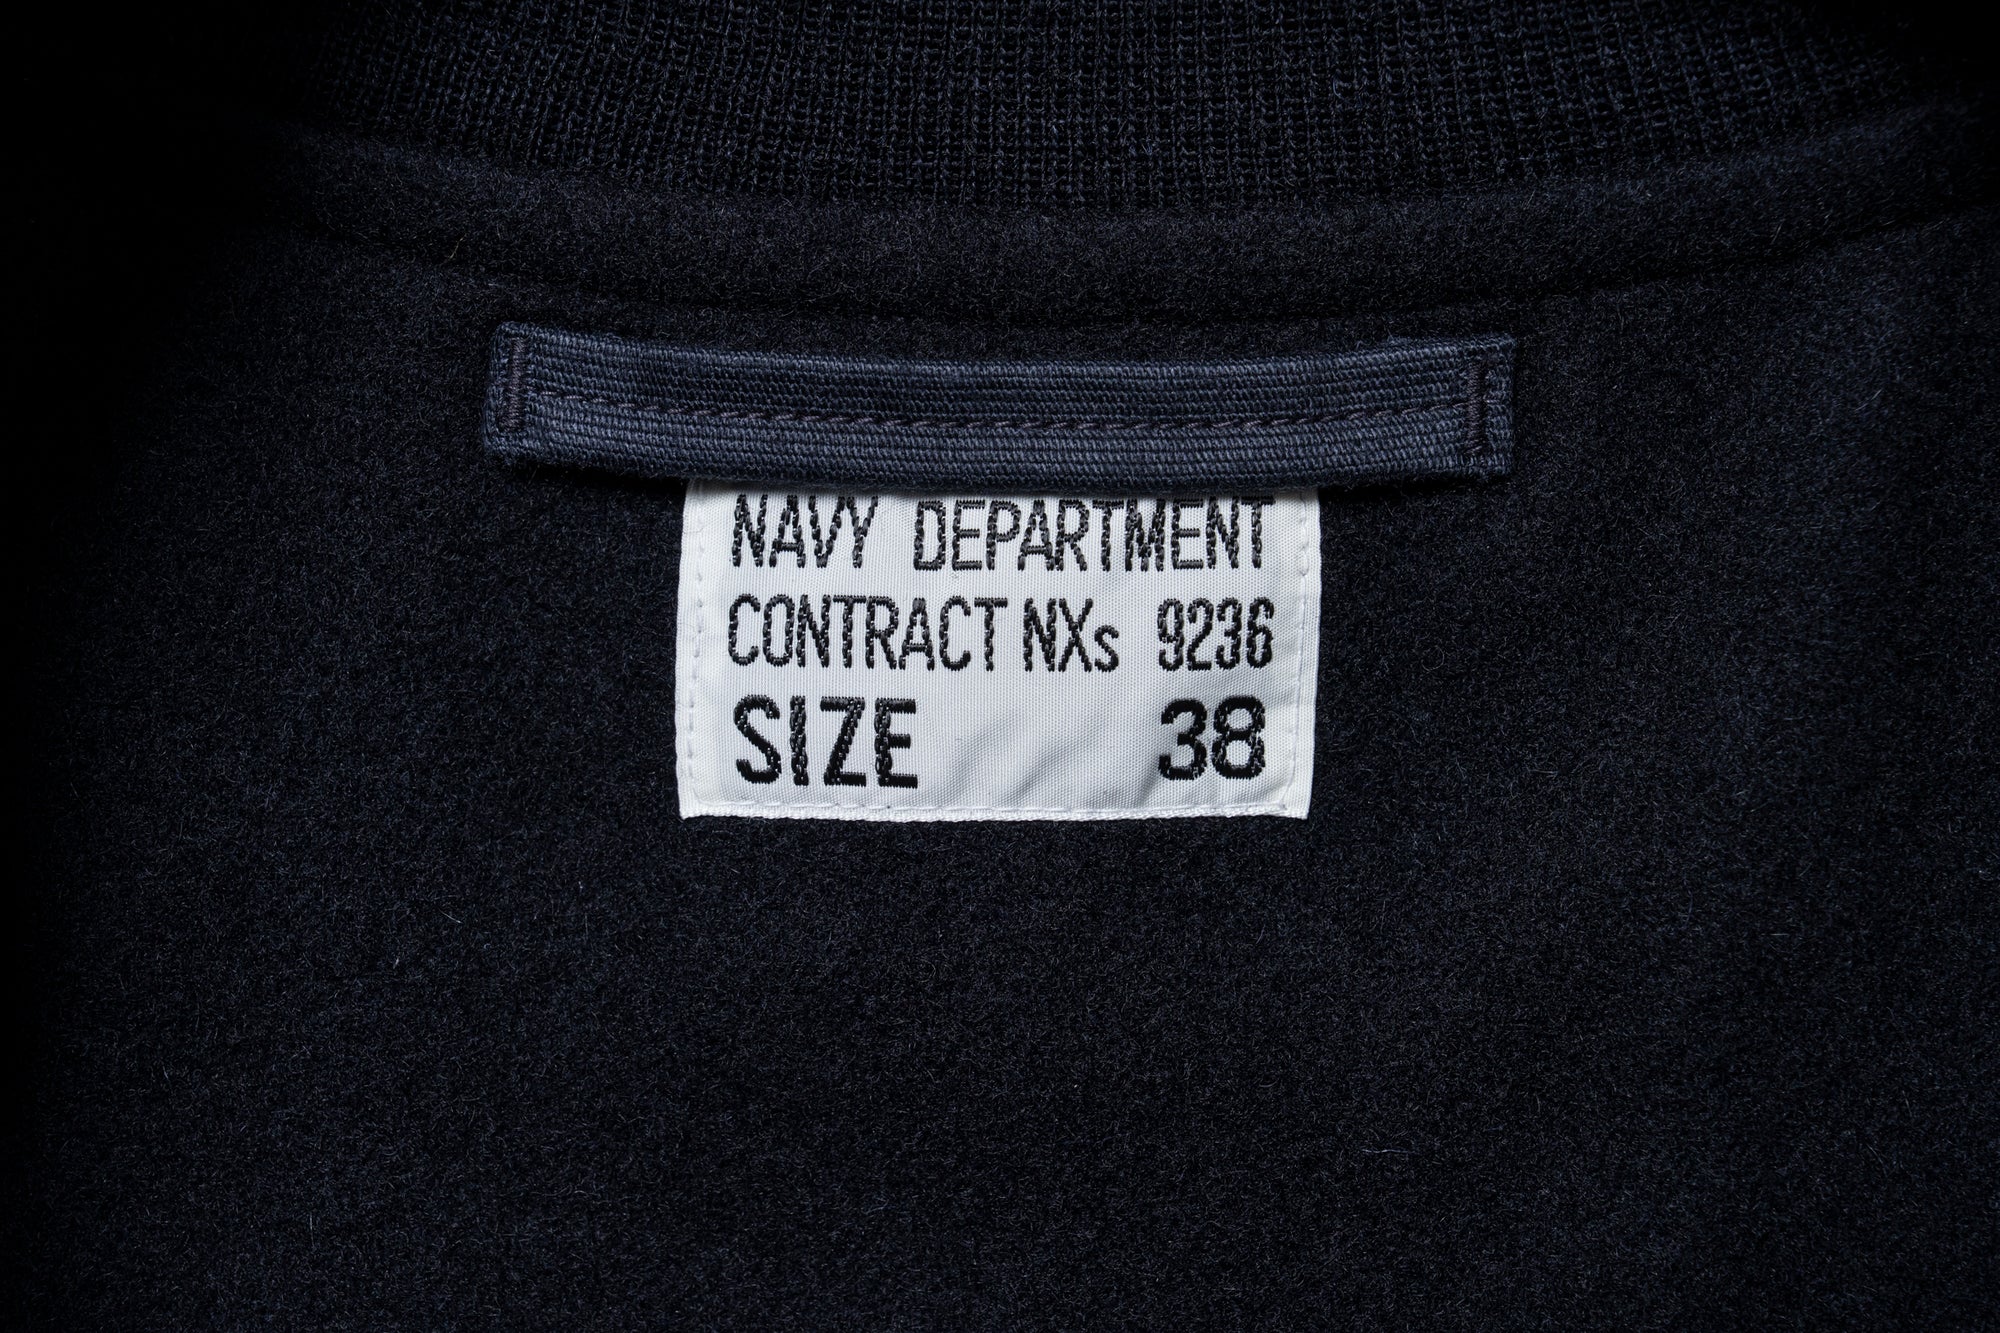 NAVY DEPARTMENT
CONTRACT NXs 9236
SIZE 38